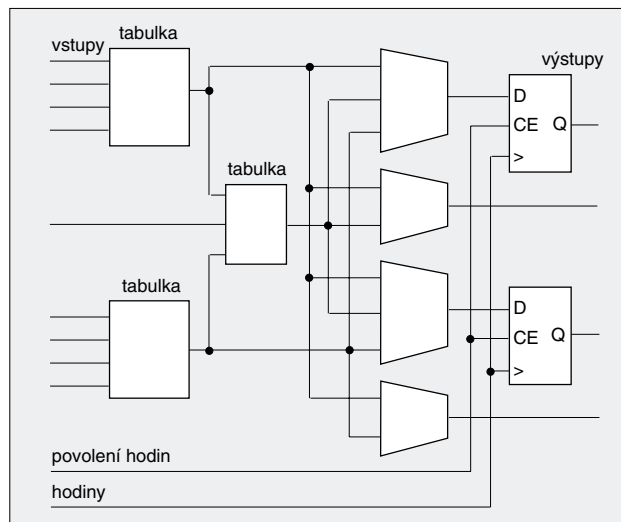 tabulka
vstupy
výstupy
D
CE
Q
>
tabulka
tabulka
D
CE
Q
>
povolení hodin
hodiny